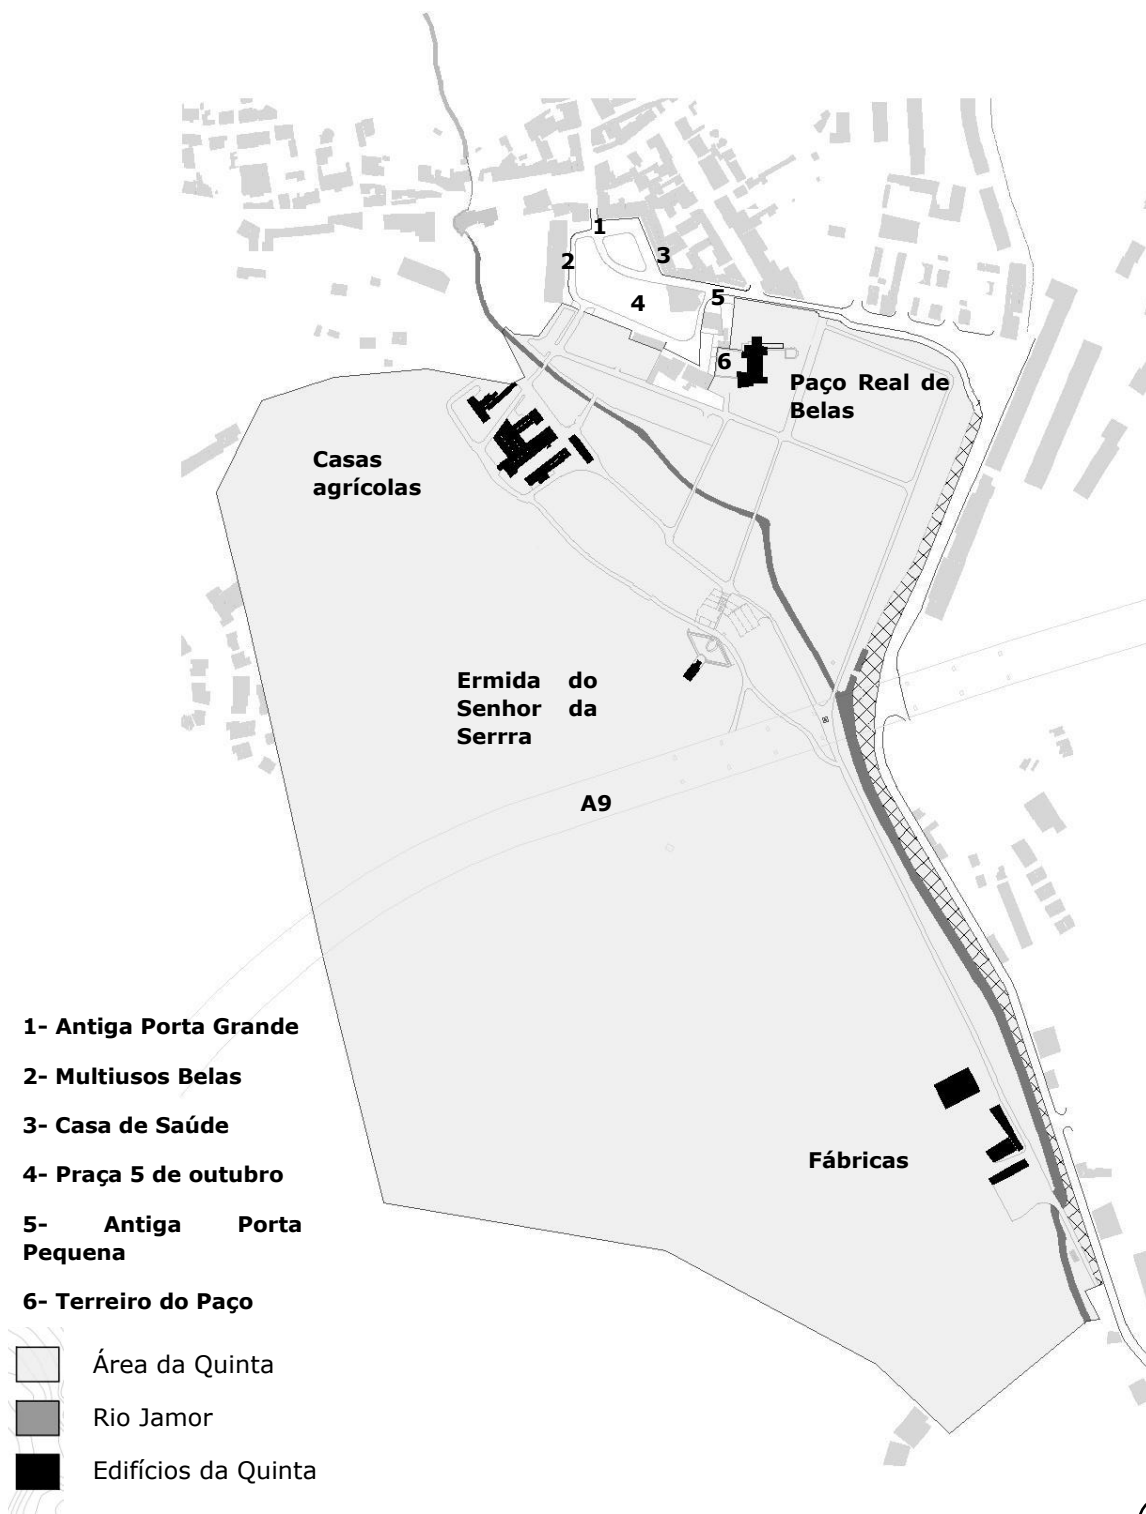 1
2
3
4
5
6
Paço Real de
Belas
Casas
agrícolas
Ermida do
Senhor da
Serrra
A9
Fábricas
1- Antiga Porta Grande
2- Multiusos Belas
3- Casa de Saúde
4- Praça 5 de outubro
5- Antiga Porta
Pequena
6- Terreiro do Paço
Área da Quinta
Rio Jamor
Edifícios da Quinta